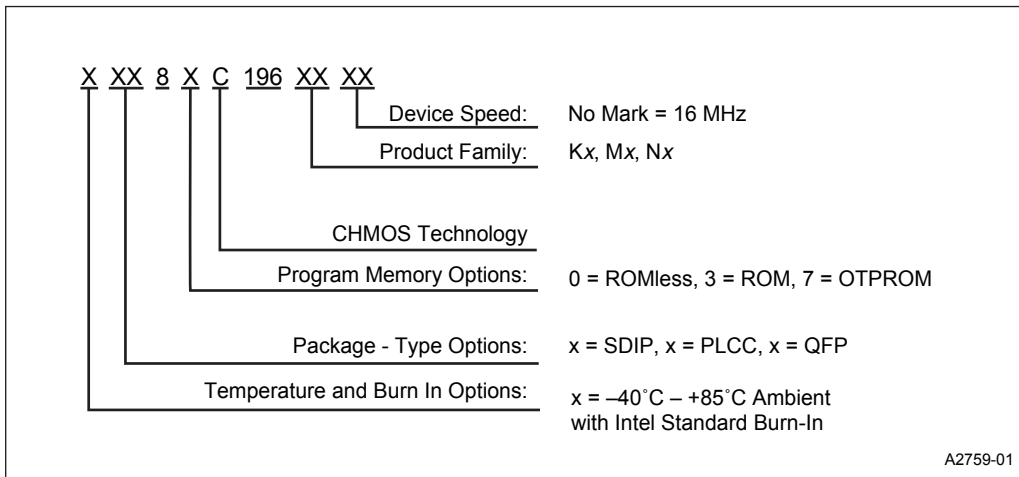 X XX 8 X C 196 XX XX
Device Speed: No Mark = 16 MHz
Product Family: Kx, Mx, Nx
CHMOS Technology
Program Memory Options: 0 = ROMless, 3 = ROM, 7 = OTPROM
Package - Type Options: x = SDIP, x = PLCC, x = QFP
Temperature and Burn In Options: x = –40˚C – +85˚C Ambient
with Intel Standard Burn-In
A2759-01